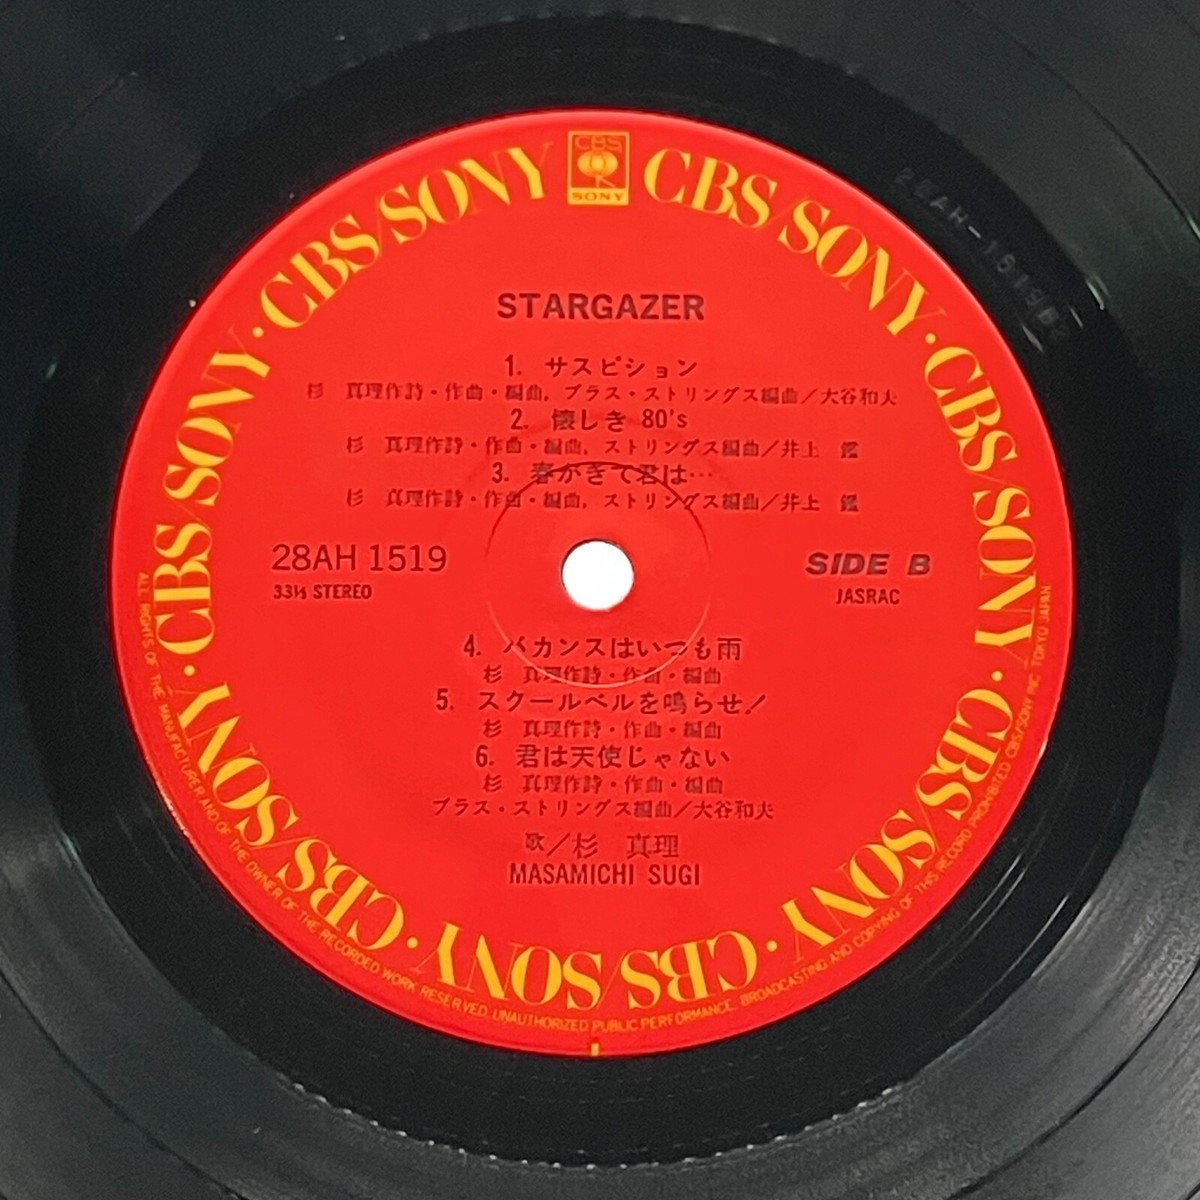 CBS
SONY
CBS/SONY · CBS/SONY · CBS/SONY · CBS/SONY · CBS/SONY · CBS/SONY · CBS/SONY · CBS/SONY
STARGAZER
1. サスピション
杉 真理作詩・作曲・編曲, ブラス・ストリングス編曲/大谷和夫
2. 懐しき 80's
杉 真理作詩・作曲・編曲, ストリングス編曲/井上 鑑
3. 春がきて君は…
杉 真理作詩・作曲・編曲, ストリングス編曲/井上 鑑
28AH 1519
33⅓ STEREO
SIDE B
JASRAC
4. バカンスはいつも雨
杉 真理作詩・作曲・編曲
5. スクールベルを鳴らせ!
杉 真理作詩・作曲・編曲
6. 君は天使じゃない
杉 真理作詩・作曲・編曲
ブラス・ストリングス編曲/大谷和夫
歌/杉 真理
MASAMICHI SUGI
ALL RIGHTS OF THE MANUFACTURER AND OF THE OWNER OF THE RECORDED WORK RESERVED. UNAUTHORIZED PUBLIC PERFORMANCE, BROADCASTING AND COPYING OF THIS RECORD PROHIBITED CBS/SONY INC TOKYO JAPAN